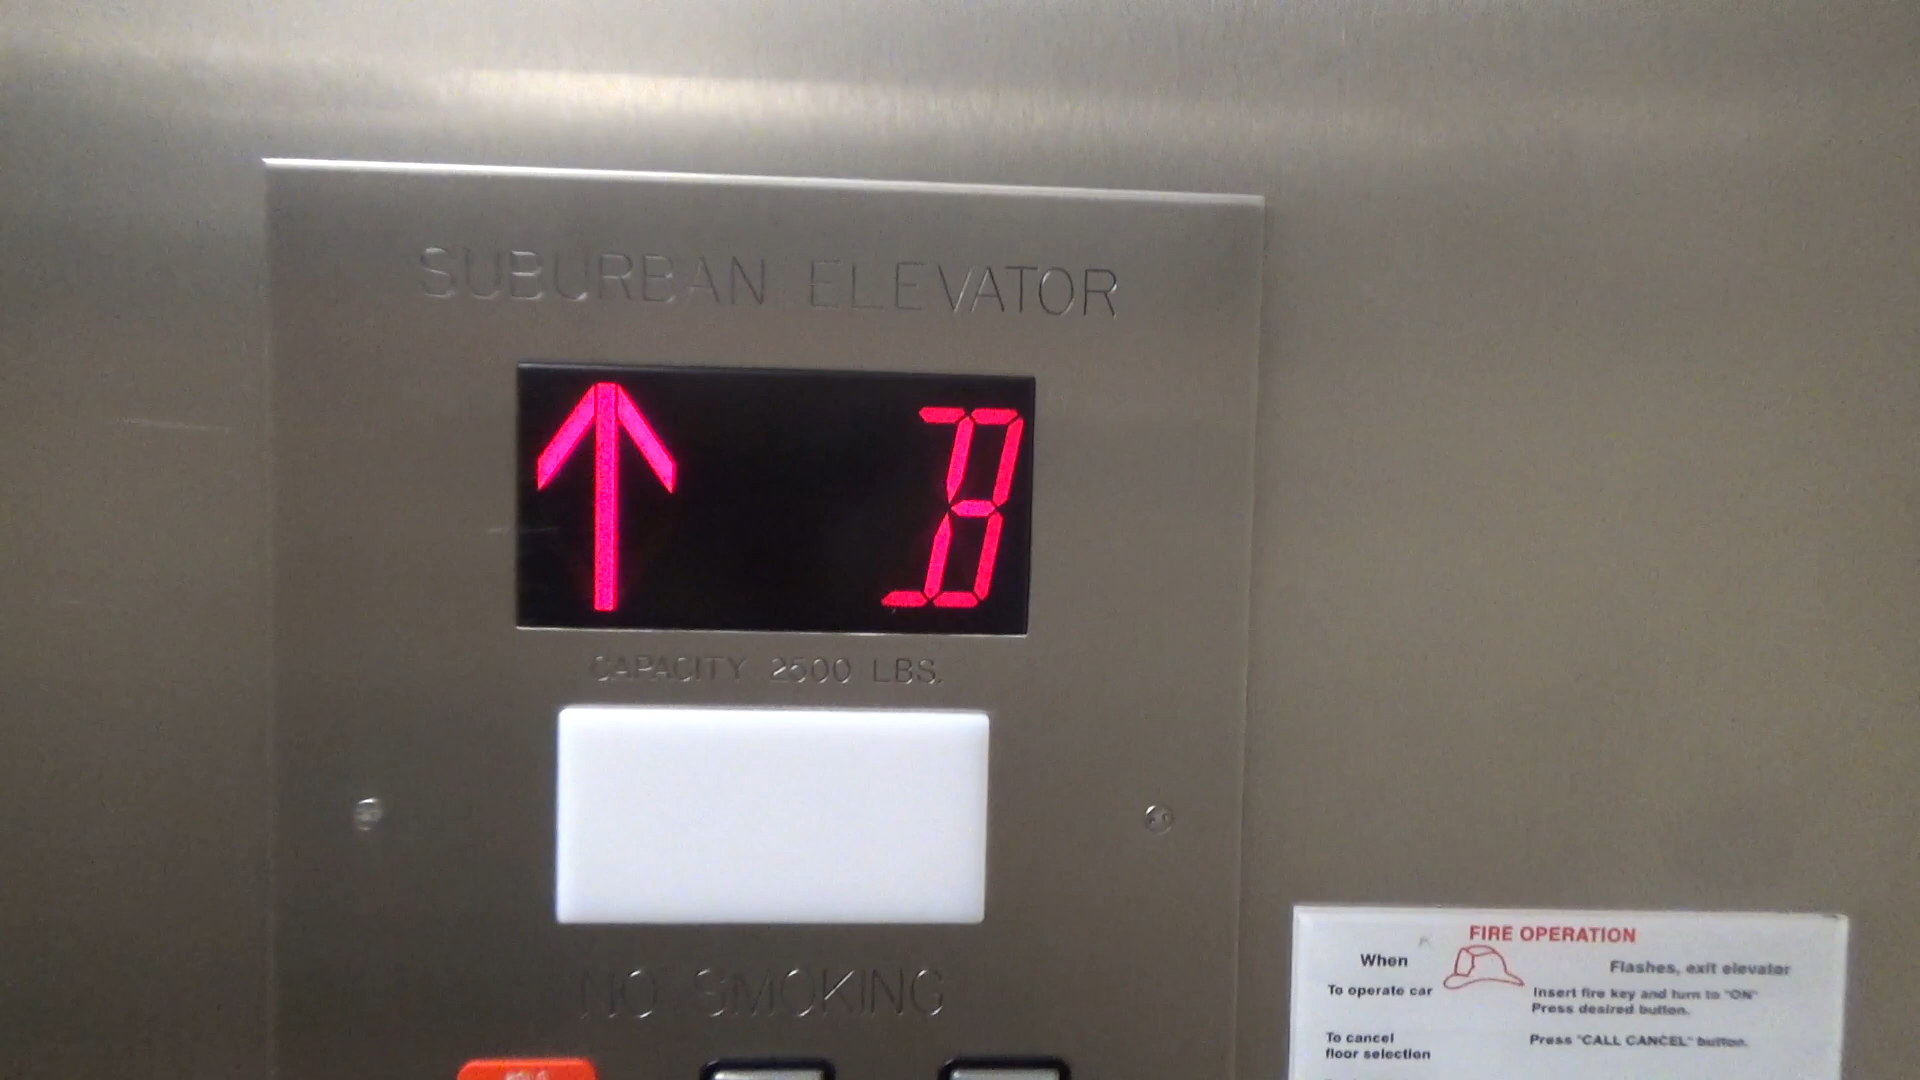 SUBURBAN ELEVATOR
B
CAPACITY 2500 LBS.
NO SMOKING
FIRE OPERATION
When Flashes, exit elevator
To operate car Insert fire key and turn to "ON"
Press desired button.
To cancel Press "CALL CANCEL" button.
floor selection